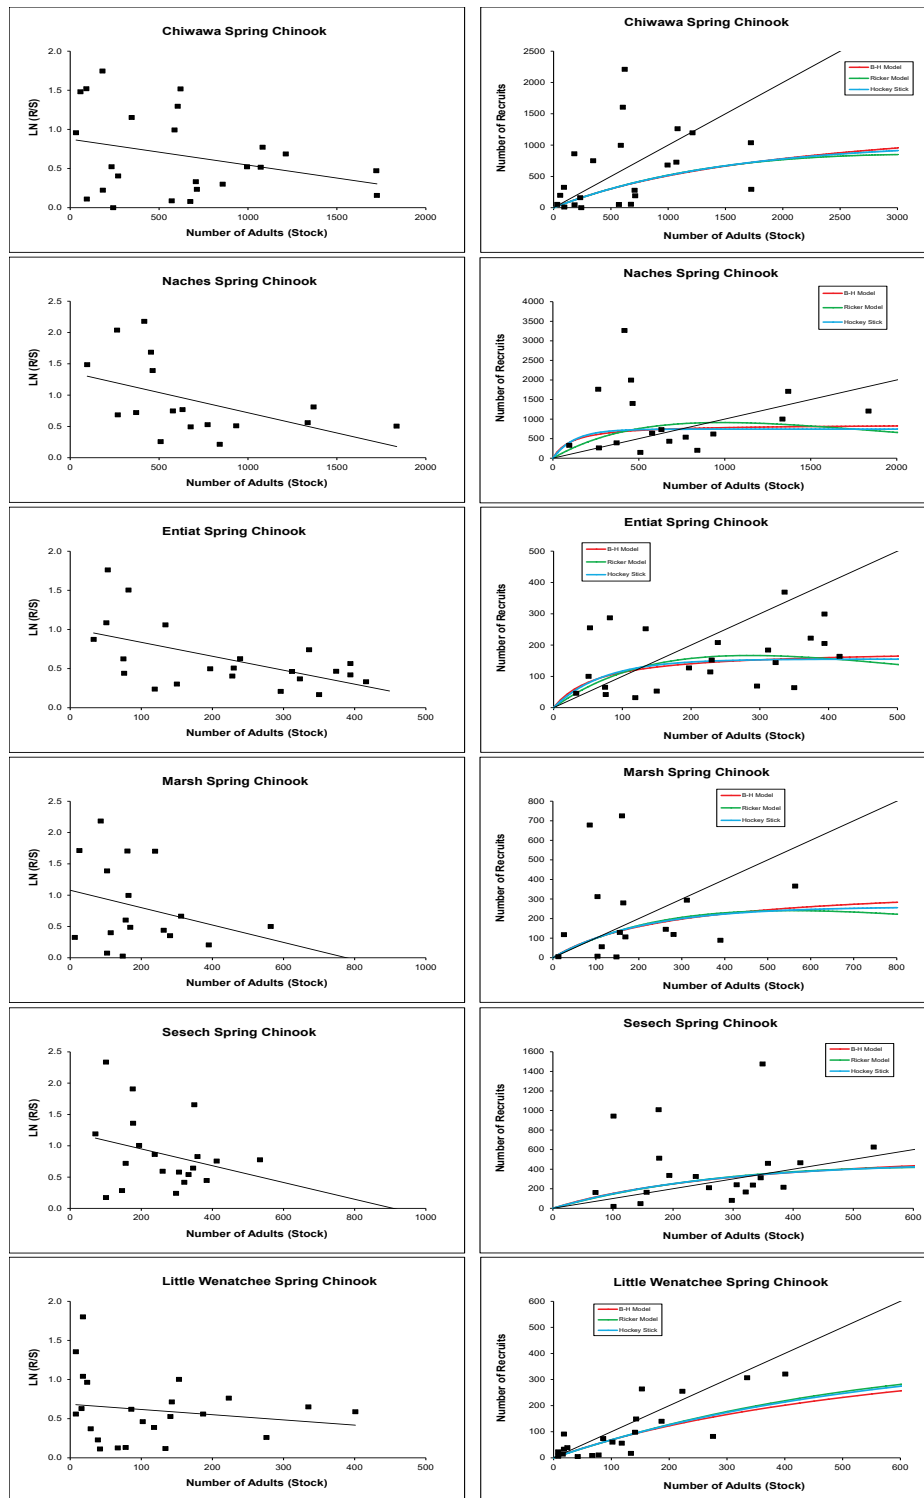 Chiwawa Spring Chinook
2.0
1.5
1.0
0.5
0.0
LN (R/S)
0 500 1000 1500 2000
Number of Adults (Stock)
Chiwawa Spring Chinook
2500
2000
1500
1000
500
0
Number of Recruits
B-H Model
Ricker Model
Hockey Stick
0 500 1000 1500 2000 2500 3000
Number of Adults (Stock)
Naches Spring Chinook
2.5
2.0
1.5
1.0
0.5
0.0
LN (R/S)
0 500 1000 1500 2000
Number of Adults (Stock)
Naches Spring Chinook
4000
3500
3000
2500
2000
1500
1000
500
0
Number of Recruits
B-H Model
Ricker Model
Hockey Stick
0 500 1000 1500 2000
Number of Adults (Stock)
Entiat Spring Chinook
2.0
1.5
1.0
0.5
0.0
LN (R/S)
0 100 200 300 400 500
Number of Adults (Stock)
Entiat Spring Chinook
500
400
300
200
100
0
Number of Recruits
B-H Model
Ricker Model
Hockey Stick
0 100 200 300 400 500
Number of Adults (Stock)
Marsh Spring Chinook
2.5
2.0
1.5
1.0
0.5
0.0
LN (R/S)
0 200 400 600 800 1000
Number of Adults (Stock)
Marsh Spring Chinook
800
700
600
500
400
300
200
100
0
Number of Recruits
B-H Model
Ricker Model
Hockey Stick
0 100 200 300 400 500 600 700 800
Number of Adults (Stock)
Sesech Spring Chinook
2.5
2.0
1.5
1.0
0.5
0.0
LN (R/S)
0 200 400 600 800 1000
Number of Adults (Stock)
Sesech Spring Chinook
1600
1400
1200
1000
800
600
400
200
0
Number of Recruits
B-H Model
Ricker Model
Hockey Stick
0 100 200 300 400 500 600
Number of Adults (Stock)
Little Wenatchee Spring Chinook
2.0
1.5
1.0
0.5
0.0
LN (R/S)
0 100 200 300 400 500
Number of Adults (Stock)
Little Wenatchee Spring Chinook
600
500
400
300
200
100
0
Number of Recruits
B-H Model
Ricker Model
Hockey Stick
0 100 200 300 400 500 600
Number of Adults (Stock)